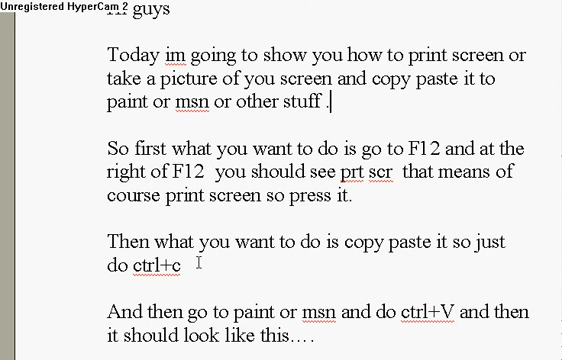 Unregistered HyperCam 2
Hi guys
Today im going to show you how to print screen or
take a picture of you screen and copy paste it to
paint or msn or other stuff .
So first what you want to do is go to F12 and at the
right of F12 you should see prt scr that means of
course print screen so press it.
Then what you want to do is copy paste it so just
do ctrl+c
And then go to paint or msn and do ctrl+V and then
it should look like this….